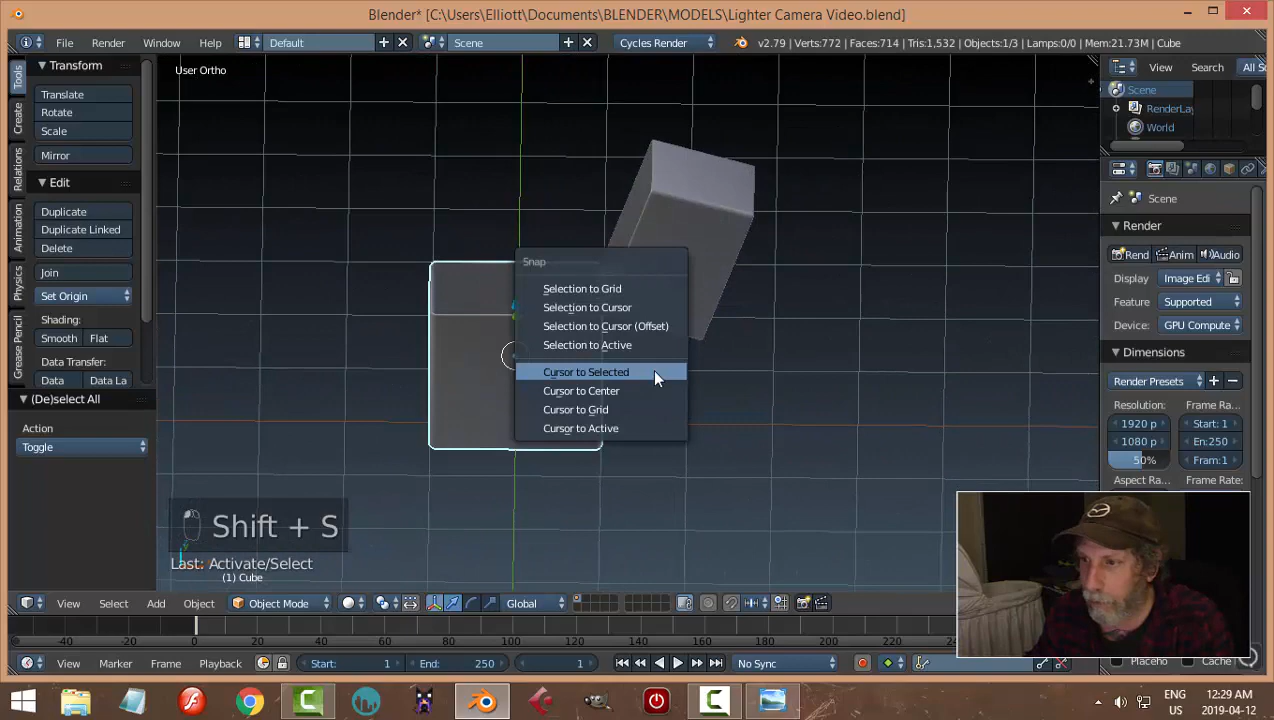 Blender* [C:\Users\Elliott\Documents\BLENDER\MODELS\Lighter Camera Video.blend]
File Render Window Help Default Scene Cycles Render v2.79 | Verts:772 | Faces:714 | Tris:1,532 | Objects:1/3 | Lamps:0/0 | Mem:21.73M | Cube
Tools
Create
Relations
Animation
Physics
Grease Pencil
Transform
Translate
Rotate
Scale
Mirror
Edit
Duplicate
Duplicate Linked
Delete
Join
Set Origin
Shading:
Smooth Flat
Data Transfer:
Data Data La
(De)select All
Action
Toggle
User Ortho
Snap
Selection to Grid
Selection to Cursor
Selection to Cursor (Offset)
Selection to Active
Cursor to Selected
Cursor to Center
Cursor to Grid
Cursor to Active
Shift + S
Last: Activate/Select
(1) Cube
View Search All S
Scene
RenderLay
World
Scene
Render
Rend Anim Audio
Display Image Edi
Feature Supported
Device: GPU Compute
Dimensions
Render Presets
Resolution: Frame Ra
1920 p Start: 1
1080 p En:250
50% Fram:1
Aspect Ra Frame Rate:
Placeho Cache
View Select Add Object Object Mode Global
-40 -20 0 20 40 60 80 100 120 140 160 180 200 220 240
View Marker Frame Playback Start: 1 End: 250 1 No Sync
ENG 12:29 AM
US 2019-04-12